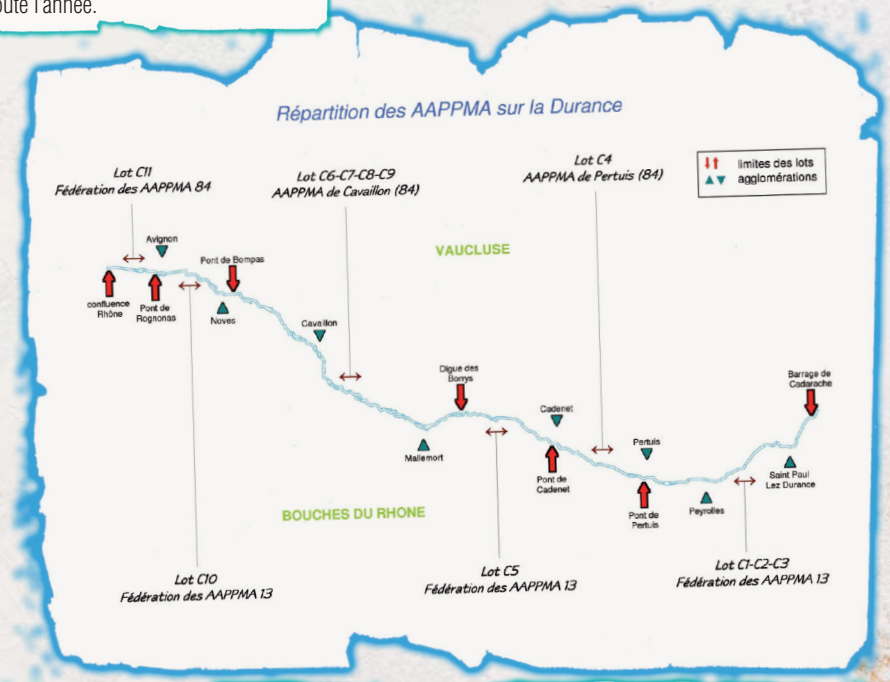 oute l'année.
Répartition des AAPPMA sur la Durance
Lot C11
Fédération des AAPPMA 84
Lot C6-C7-C8-C9
AAPPMA de Cavaillon (84)
Lot C4
AAPPMA de Pertuis (84)
limites des lots
agglomérations
Avignon
Pont de Bompas
VAUCLUSE
confluence
Rhône
Pont de
Rognonas
Noves
Cavaillon
Digue des
Borrys
Barrage de
Cadarache
Mallemort
Cadenet
Pertuis
Pont de
Cadenet
Saint Paul
Lez Durance
Peyrolles
Pont de
Pertuis
BOUCHES DU RHONE
Lot C10
Fédération des AAPPMA 13
Lot C5
Fédération des AAPPMA 13
Lot C1-C2-C3
Fédération des AAPPMA 13